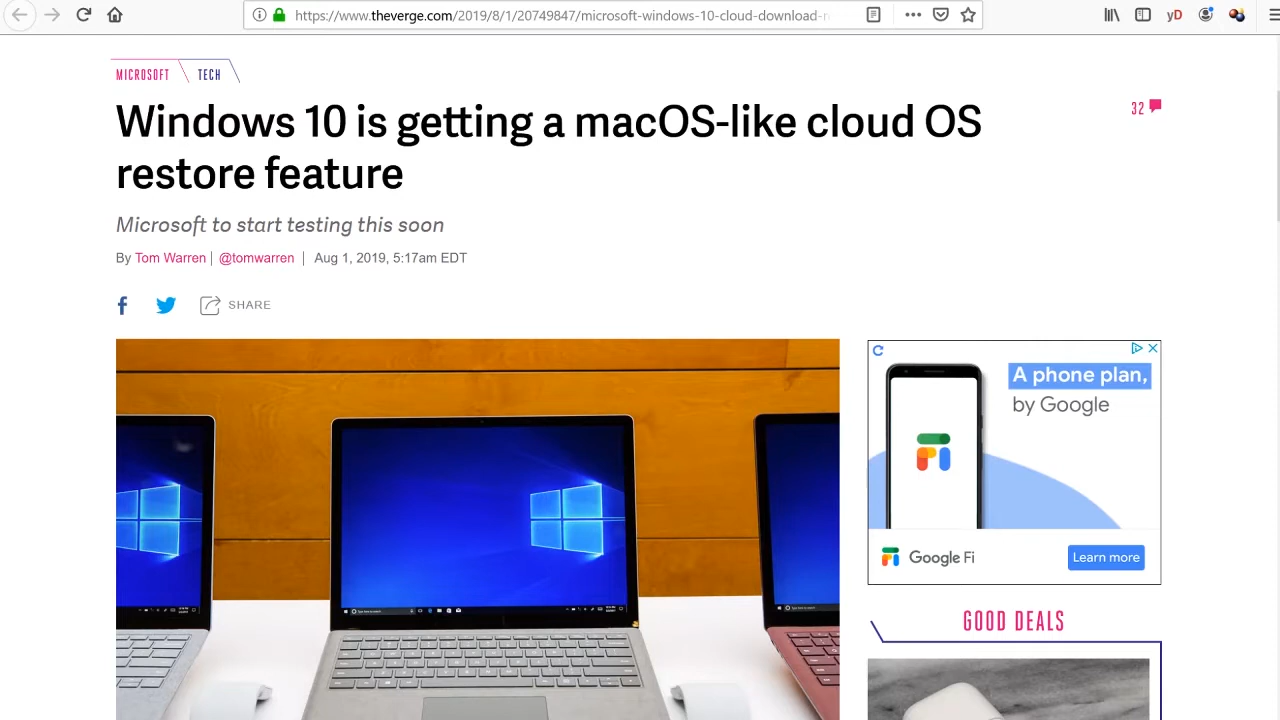 https://www.theverge.com/2019/8/1/20749847/microsoft-windows-10-cloud-download-r
yD
MICROSOFT
TECH
Windows 10 is getting a macOS-like cloud OS
restore feature
32
Microsoft to start testing this soon
By Tom Warren | @tomwarren | Aug 1, 2019, 5:17am EDT
SHARE
A phone plan,
by Google
Google Fi
Learn more
GOOD DEALS